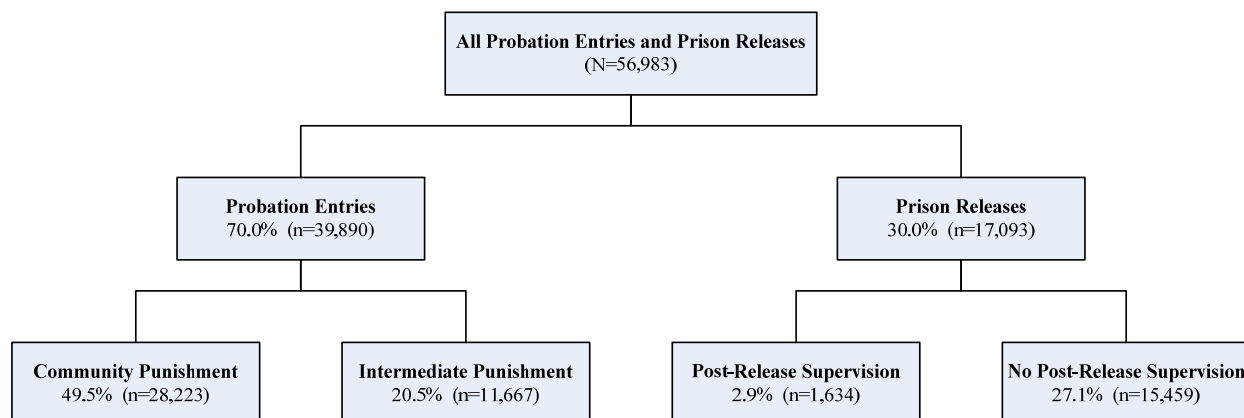 All Probation Entries and Prison Releases
(N=56,983)
Probation Entries
70.0% (n=39,890)
Prison Releases
30.0% (n=17,093)
Community Punishment
49.5% (n=28,223)
Intermediate Punishment
20.5% (n=11,667)
Post-Release Supervision
2.9% (n=1,634)
No Post-Release Supervision
27.1% (n=15,459)